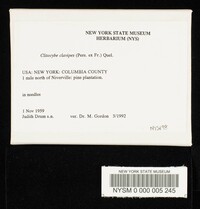 NEW YORK STATE MUSEUM
HERBARIUM (NYS)
Clitocybe clavipes (Pers. ex Fr.) Quel.
USA: NEW YORK: COLUMBIA COUNTY
1 mile north of Niverville: pine plantation.
in needles
1 Nov 1959
Judith Drum s.n. ver. Dr. M. Gordon 3/1992
NEW YORK STATE MUSEUM
NYSM 0 000 005 245